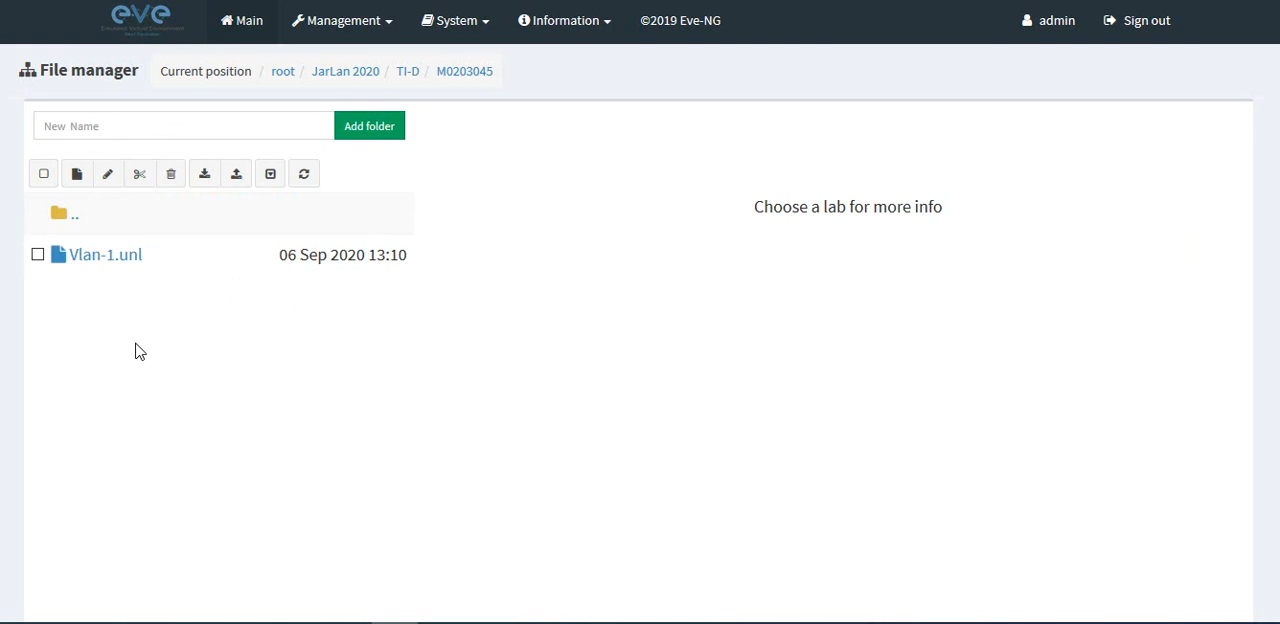 eve
Main Management System Information ©2019 Eve-NG admin Sign out
File manager Current position / root / JarLan 2020 / TI-D / M0203045
New Name Add folder
..
Choose a lab for more info
Vlan-1.unl 06 Sep 2020 13:10